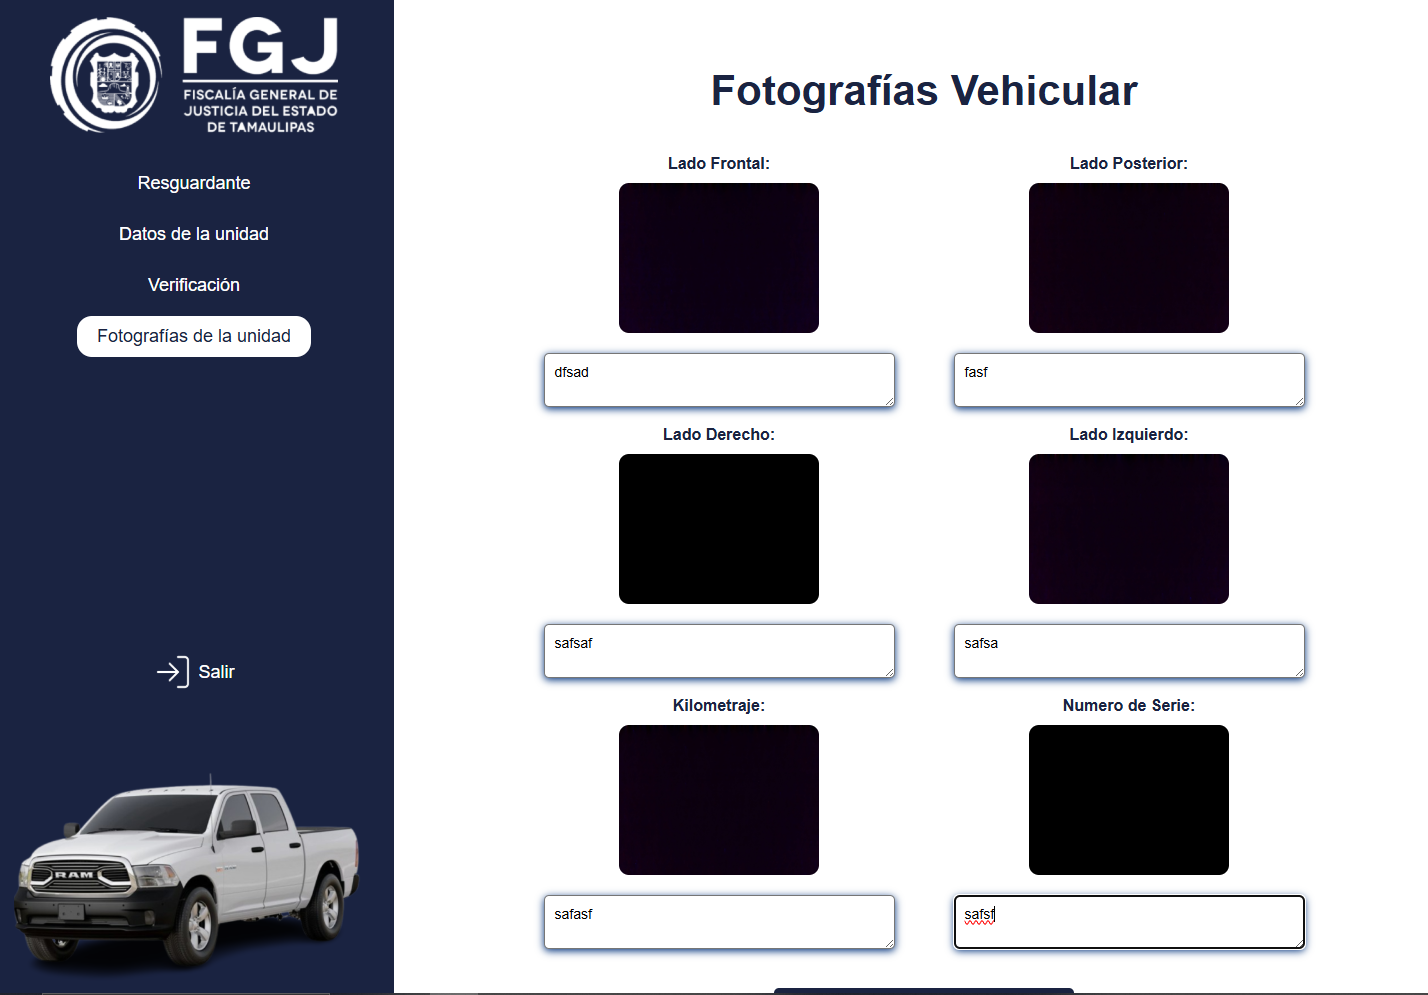 FGJ
FISCALÍA GENERAL DE
JUSTICIA DEL ESTADO
DE TAMAULIPAS
Resguardante
Datos de la unidad
Verificación
Fotografías de la unidad
Salir
RAM
Fotografías Vehicular
Lado Frontal:
Lado Posterior:
dfsad
fasf
Lado Derecho:
Lado Izquierdo:
safsaf
safsa
Kilometraje:
Numero de Serie:
safasf
safsf